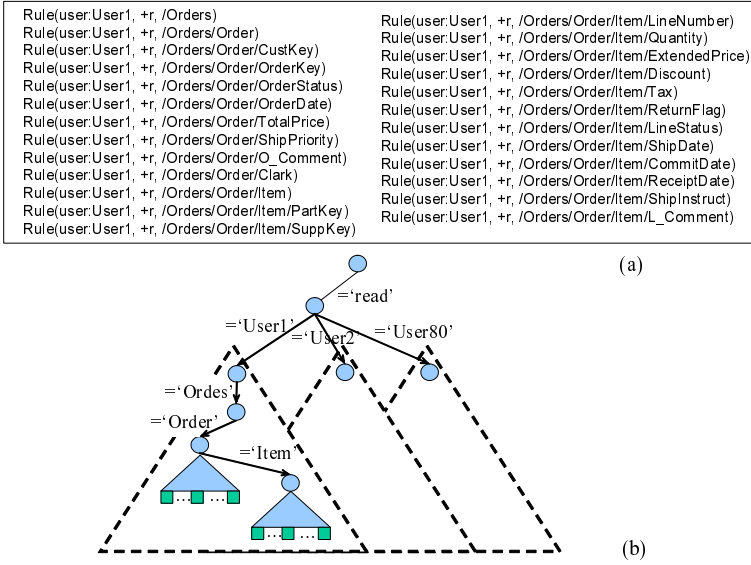 Rule(user:User1, +r, /Orders)
Rule(user:User1, +r, /Orders/Order)
Rule(user:User1, +r, /Orders/Order/CustKey)
Rule(user:User1, +r, /Orders/Order/OrderKey)
Rule(user:User1, +r, /Orders/Order/OrderStatus)
Rule(user:User1, +r, /Orders/Order/OrderDate)
Rule(user:User1, +r, /Orders/Order/TotalPrice)
Rule(user:User1, +r, /Orders/Order/ShipPriority)
Rule(user:User1, +r, /Orders/Order/O_Comment)
Rule(user:User1, +r, /Orders/Order/Clark)
Rule(user:User1, +r, /Orders/Order/Item)
Rule(user:User1, +r, /Orders/Order/Item/PartKey)
Rule(user:User1, +r, /Orders/Order/Item/SuppKey)
Rule(user:User1, +r, /Orders/Order/Item/LineNumber)
Rule(user:User1, +r, /Orders/Order/Item/Quantity)
Rule(user:User1, +r, /Orders/Order/Item/ExtendedPrice)
Rule(user:User1, +r, /Orders/Order/Item/Discount)
Rule(user:User1, +r, /Orders/Order/Item/Tax)
Rule(user:User1, +r, /Orders/Order/Item/ReturnFlag)
Rule(user:User1, +r, /Orders/Order/Item/LineStatus)
Rule(user:User1, +r, /Orders/Order/Item/ShipDate)
Rule(user:User1, +r, /Orders/Order/Item/CommitDate)
Rule(user:User1, +r, /Orders/Order/Item/ReceiptDate)
Rule(user:User1, +r, /Orders/Order/Item/ShipInstruct)
Rule(user:User1, +r, /Orders/Order/Item/L_Comment)
(a)
=‘read’
=‘User1’
=‘User2’
=‘User80’
=‘Ordes’
=‘Order’
=‘Item’
... ...
... ...
(b)